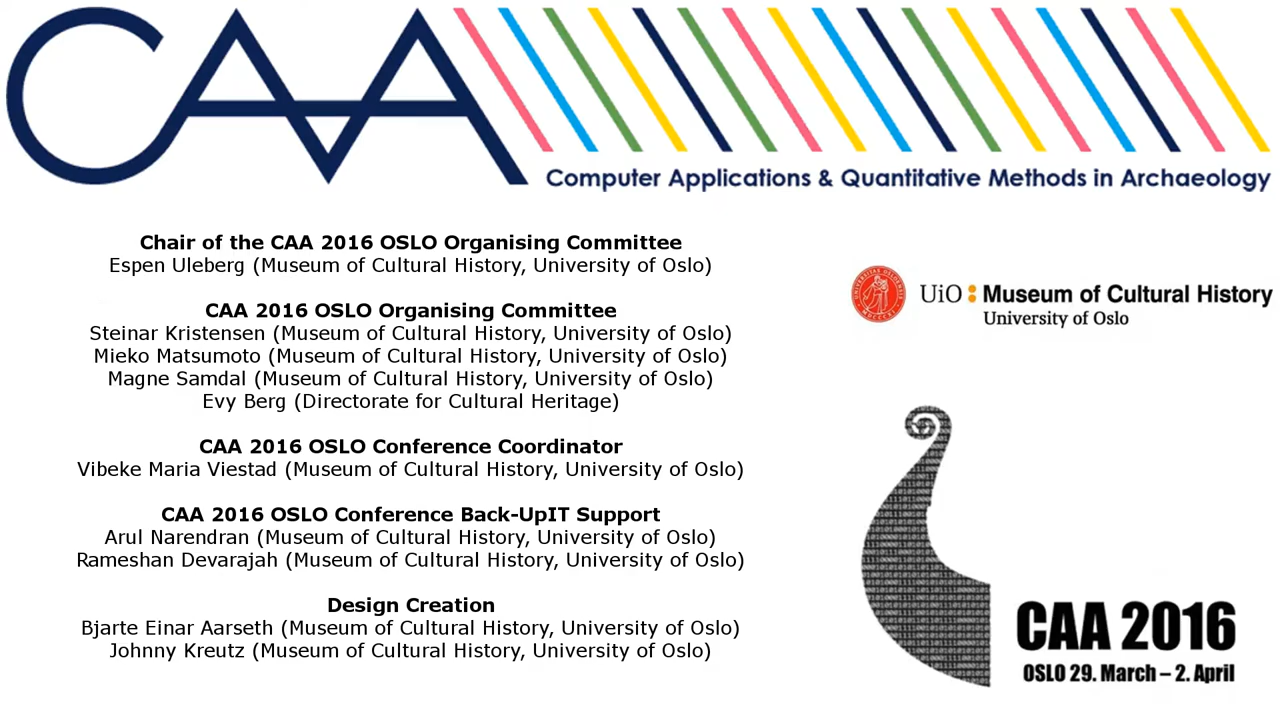 CAA
Computer Applications & Quantitative Methods in Archaeology
Chair of the CAA 2016 OSLO Organising Committee
Espen Uleberg (Museum of Cultural History, University of Oslo)
CAA 2016 OSLO Organising Committee
Steinar Kristensen (Museum of Cultural History, University of Oslo)
Mieko Matsumoto (Museum of Cultural History, University of Oslo)
Magne Samdal (Museum of Cultural History, University of Oslo)
Evy Berg (Directorate for Cultural Heritage)
CAA 2016 OSLO Conference Coordinator
Vibeke Maria Viestad (Museum of Cultural History, University of Oslo)
CAA 2016 OSLO Conference Back-UpIT Support
Arul Narendran (Museum of Cultural History, University of Oslo)
Rameshan Devarajah (Museum of Cultural History, University of Oslo)
Design Creation
Bjarte Einar Aarseth (Museum of Cultural History, University of Oslo)
Johnny Kreutz (Museum of Cultural History, University of Oslo)
UiO : Museum of Cultural History
University of Oslo
CAA 2016
OSLO 29. March – 2. April